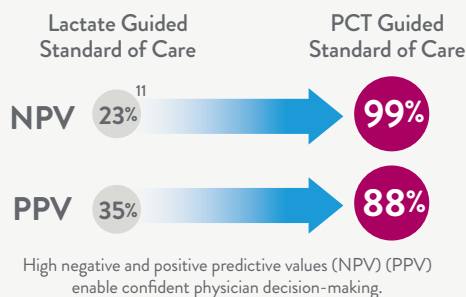 Lactate Guided
Standard of Care
PCT Guided
Standard of Care
NPV 23%11 99%
PPV 35% 88%
High negative and positive predictive values (NPV) (PPV)
enable confident physician decision-making.